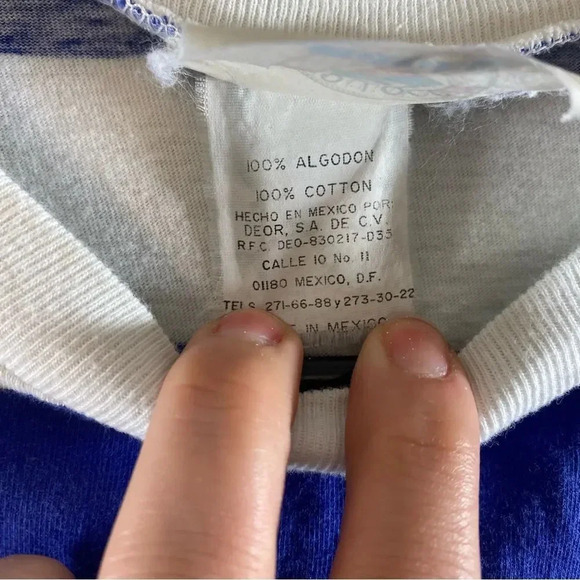 100% ALGODON
100% COTTON
HECHO EN MEXICO POR:
DEOR, S.A. DE C.V.
R.F.C. DEO-830217-D35
CALLE 10 No. 11
01180 MEXICO, D.F.
TELS. 271-66-88 y 273-30-22
IN MEXICO